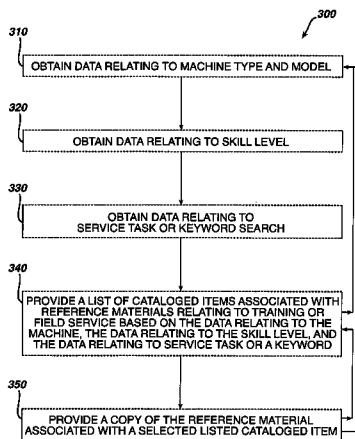 300
310
OBTAIN DATA RELATING TO MACHINE TYPE AND MODEL
320
OBTAIN DATA RELATING TO SKILL LEVEL
330
OBTAIN DATA RELATING TO
SERVICE TASK OR KEYWORD SEARCH
340
PROVIDE A LIST OF CATALOGED ITEMS ASSOCIATED WITH
REFERENCE MATERIALS RELATING TO TRAINING OR
FIELD SERVICE BASED ON THE DATA RELATING TO THE
MACHINE, THE DATA RELATING TO THE SKILL LEVEL, AND
THE DATA RELATING TO SERVICE TASK OR A KEYWORD
350
PROVIDE A COPY OF THE REFERENCE MATERIAL
ASSOCIATED WITH A SELECTED LISTED CATALOGED ITEM